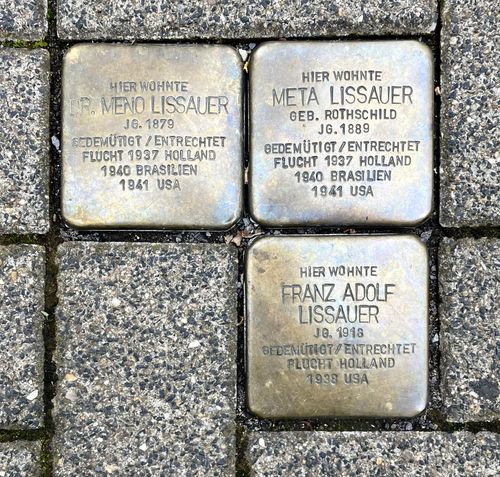 HIER WOHNTE
DR. MENO LISSAUER
JG. 1879
GEDEMÜTIGT / ENTRECHTET
FLUCHT 1937 HOLLAND
1940 BRASILIEN
1941 USA
HIER WOHNTE
META LISSAUER
GEB. ROTHSCHILD
JG. 1889
GEDEMÜTIGT / ENTRECHTET
FLUCHT 1937 HOLLAND
1940 BRASILIEN
1941 USA
HIER WOHNTE
FRANZ ADOLF
LISSAUER
JG. 1918
GEDEMÜTIGT / ENTRECHTET
FLUCHT HOLLAND
1939 USA